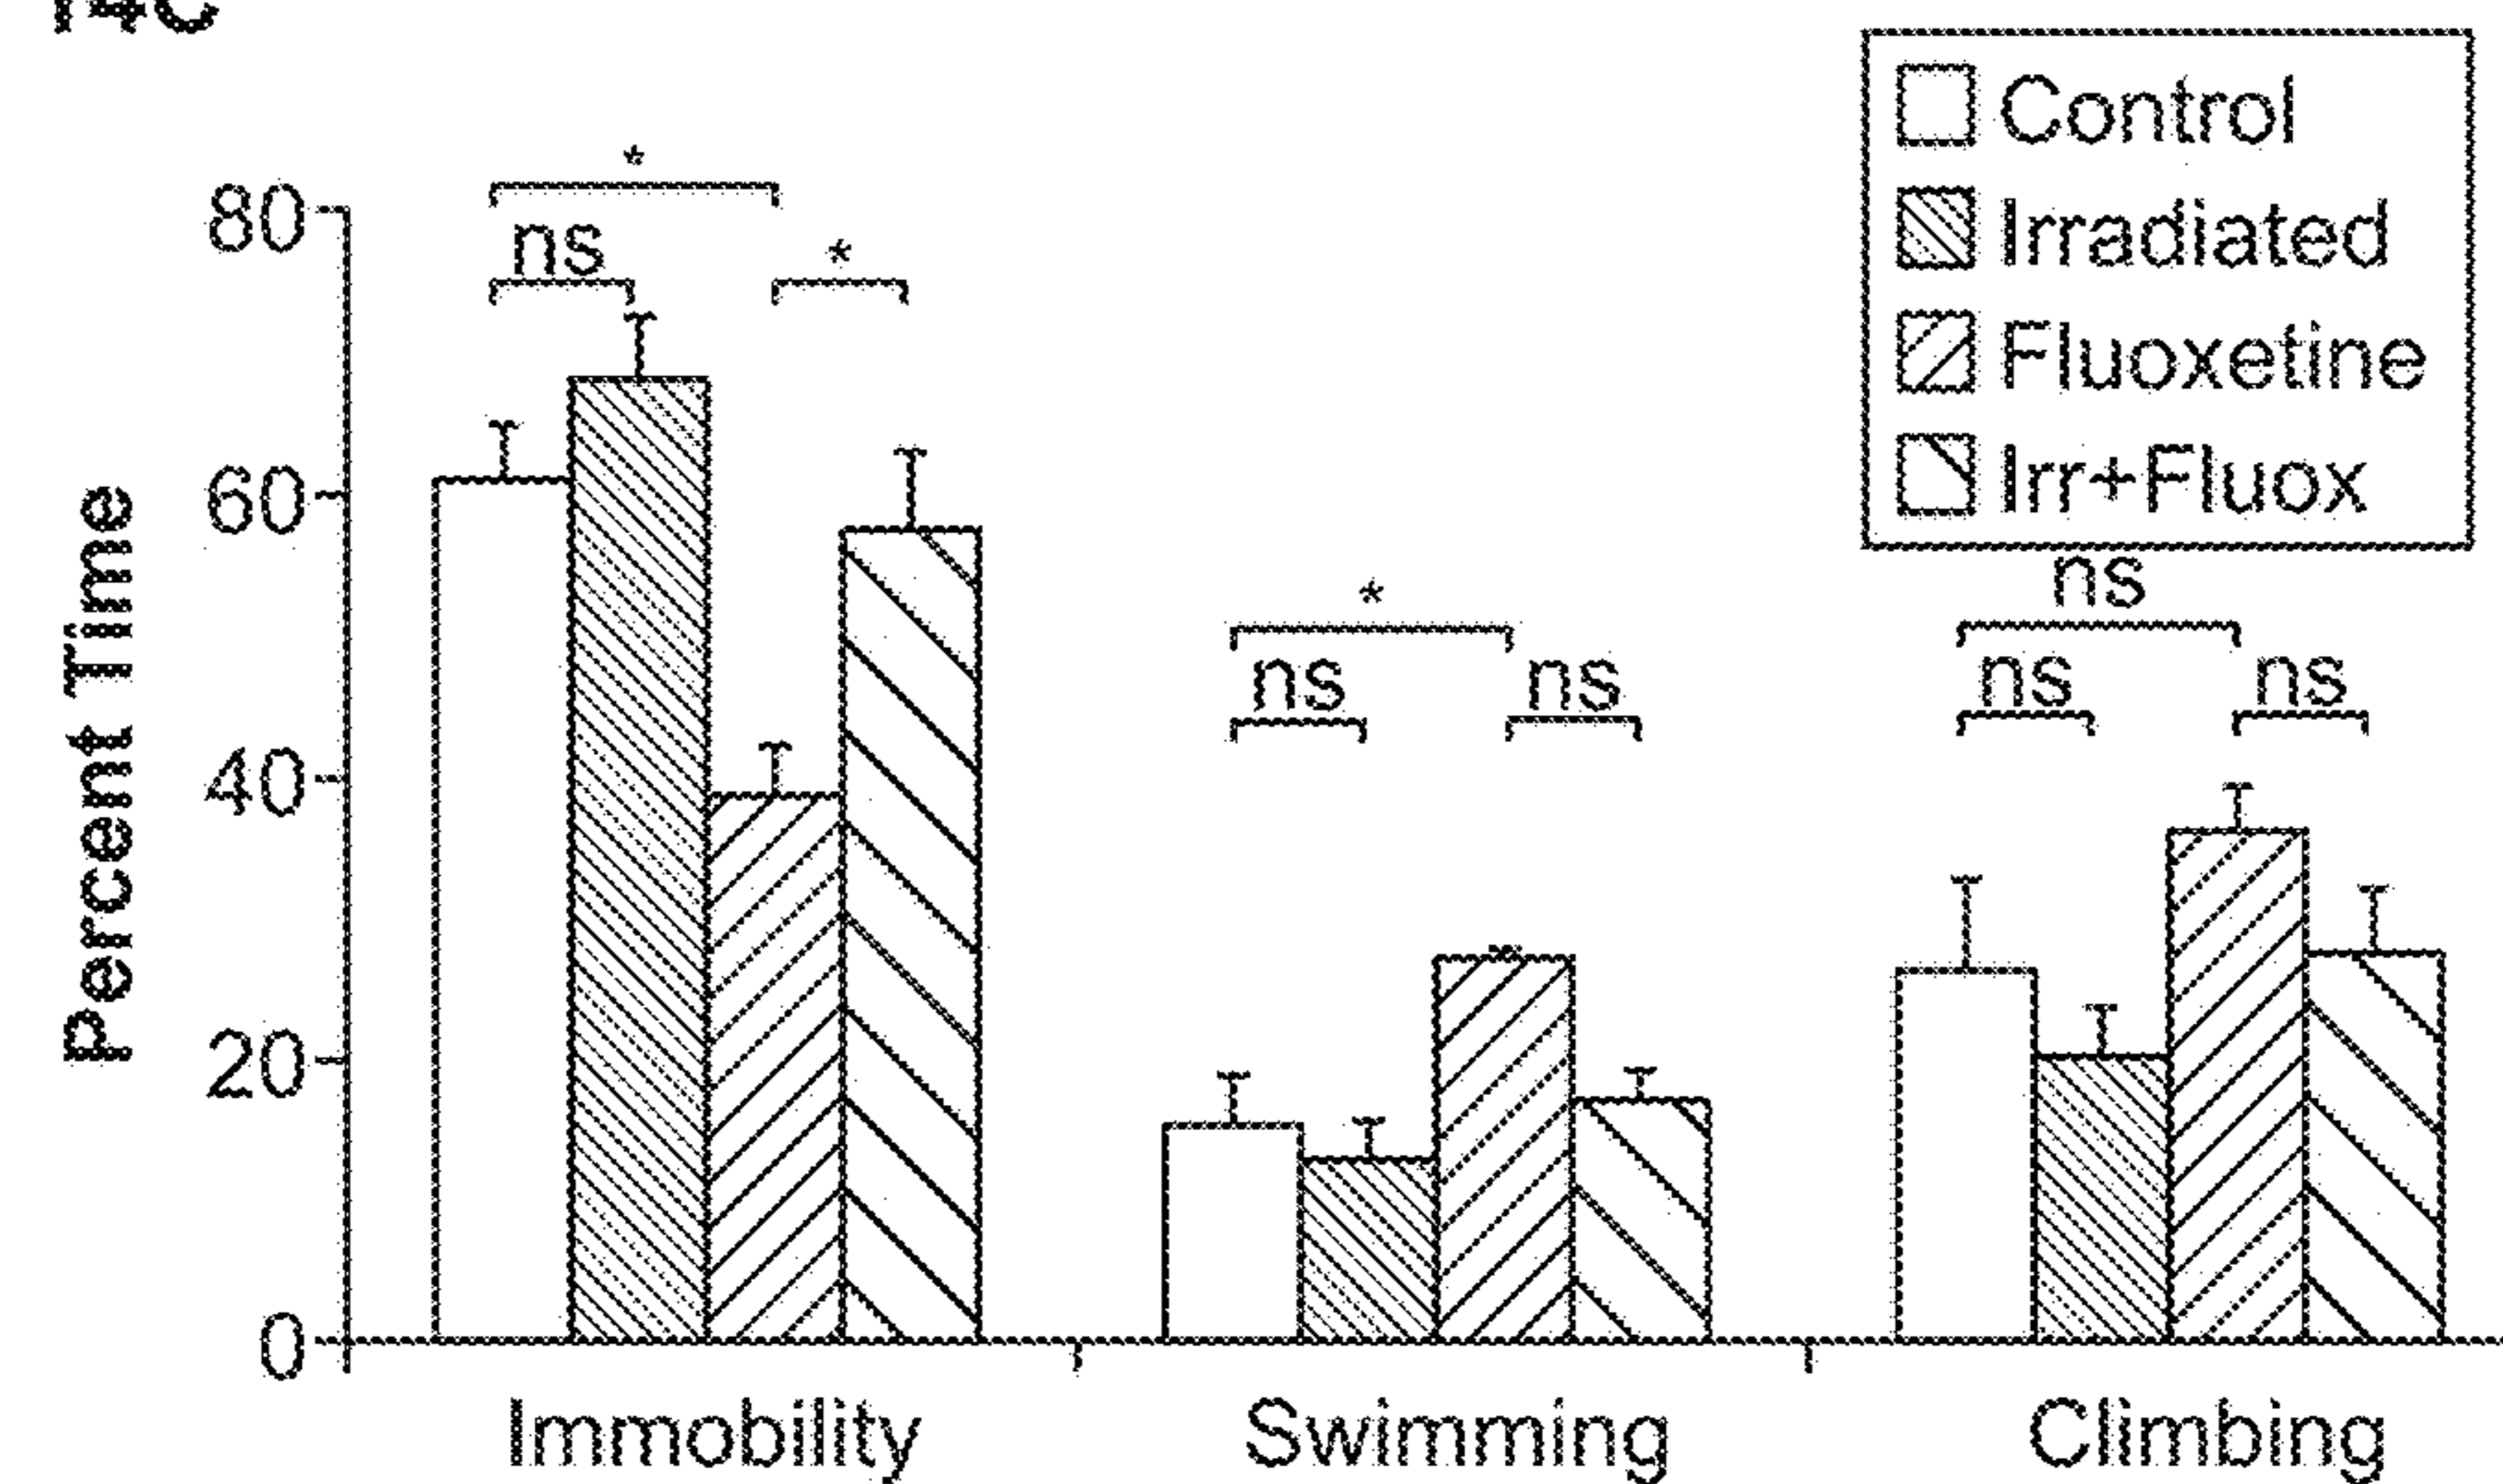 14C
Control
Irradiated
Fluoxetine
Irr+Fluox
Percent Time
80
60
40
20
0
*
ns
*
*
ns
ns
ns
ns
ns
Immobility
Swimming
Climbing